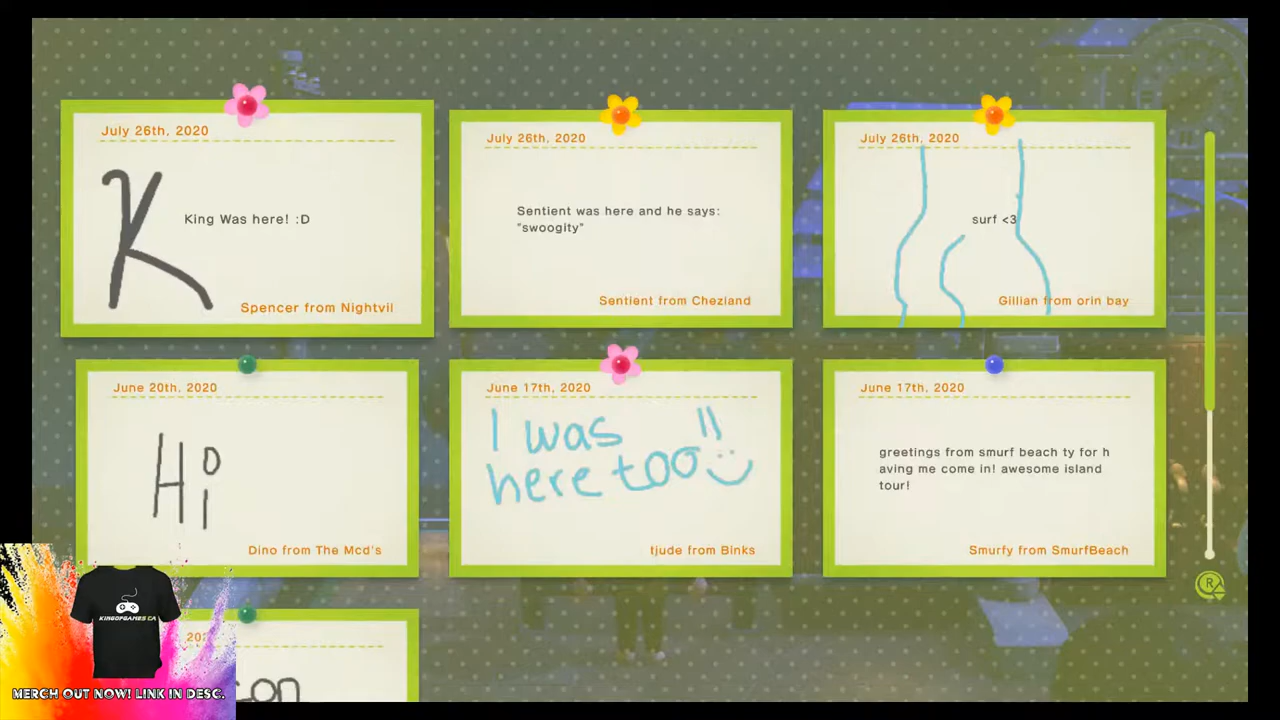 July 26th, 2020
K
King Was here! :D
Spencer from Nightvil
July 26th, 2020
Sentient was here and he says:
"swoogity"
Sentient from Cheziand
July 26th, 2020
surf <3
Gillian from orin bay
June 20th, 2020
Hi
Dino from The Mcd's
June 17th, 2020
I was
here too!!
tjude from Binks
June 17th, 2020
greetings from smurf beach ty for h
aving me come in! awesome island
tour!
Smurfy from SmurfBeach
R
KINGOFGAMES CA
MERCH OUT NOW! LINK IN DESC.